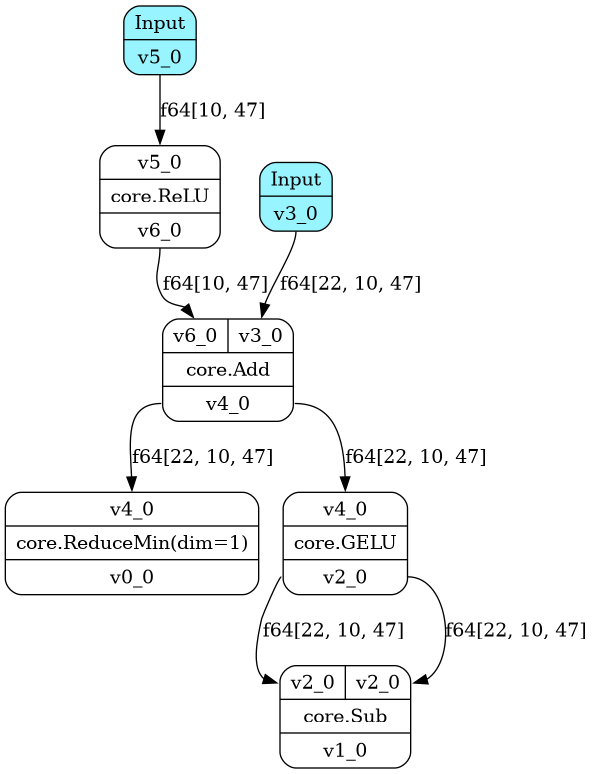 Input
v5_0
f64[10, 47]
v5_0
core.ReLU
v6_0
Input
v3_0
f64[10, 47]
f64[22, 10, 47]
v6_0 v3_0
core.Add
v4_0
f64[22, 10, 47]
f64[22, 10, 47]
v4_0
core.ReduceMin(dim=1)
v0_0
v4_0
core.GELU
v2_0
f64[22, 10, 47]
f64[22, 10, 47]
v2_0 v2_0
core.Sub
v1_0